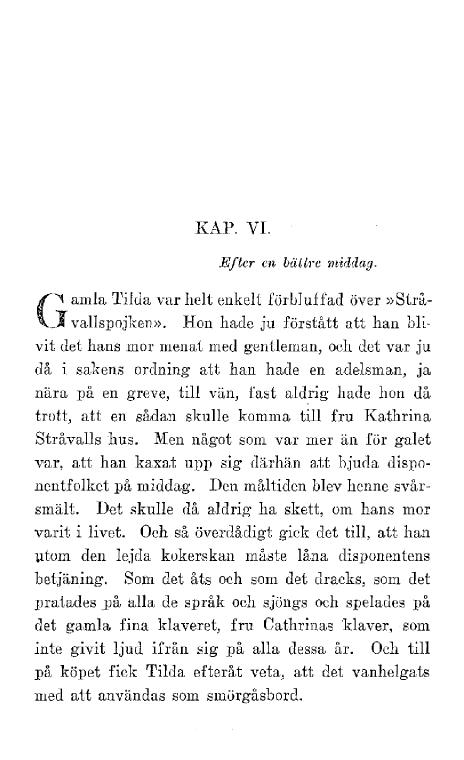 KAP. VI.
Efter en bättre middag.
Gamla Tilda var helt enkelt förbluffad över »Strå-
vallspojken». Hon hade ju förstått att han bli-
vit det hans mor menat med gentleman, och det var ju
då i sakens ordning att han hade en adelsman, ja
nära på en greve, till vän, fast aldrig hade hon då
trott, att en sådan skulle komma till fru Kathrina
Stråvalls hus. Men något som var mer än för galet
var, att han kaxat upp sig därhän att bjuda dispo-
nentfolket på middag. Den måltiden blev henne svår-
smält. Det skulle då aldrig ha skett, om hans mor
varit i livet. Och så överdådigt gick det till, att han
utom den lejda kokerskan måste låna disponentens
betjäning. Som det åts och som det dracks, som det
pratades på alla de språk och sjöngs och spelades på
det gamla fina klaveret, fru Cathrinas klaver, som
inte givit ljud ifrån sig på alla dessa år. Och till
på köpet fick Tilda efteråt veta, att det vanhelgats
med att användas som smörgåsbord.